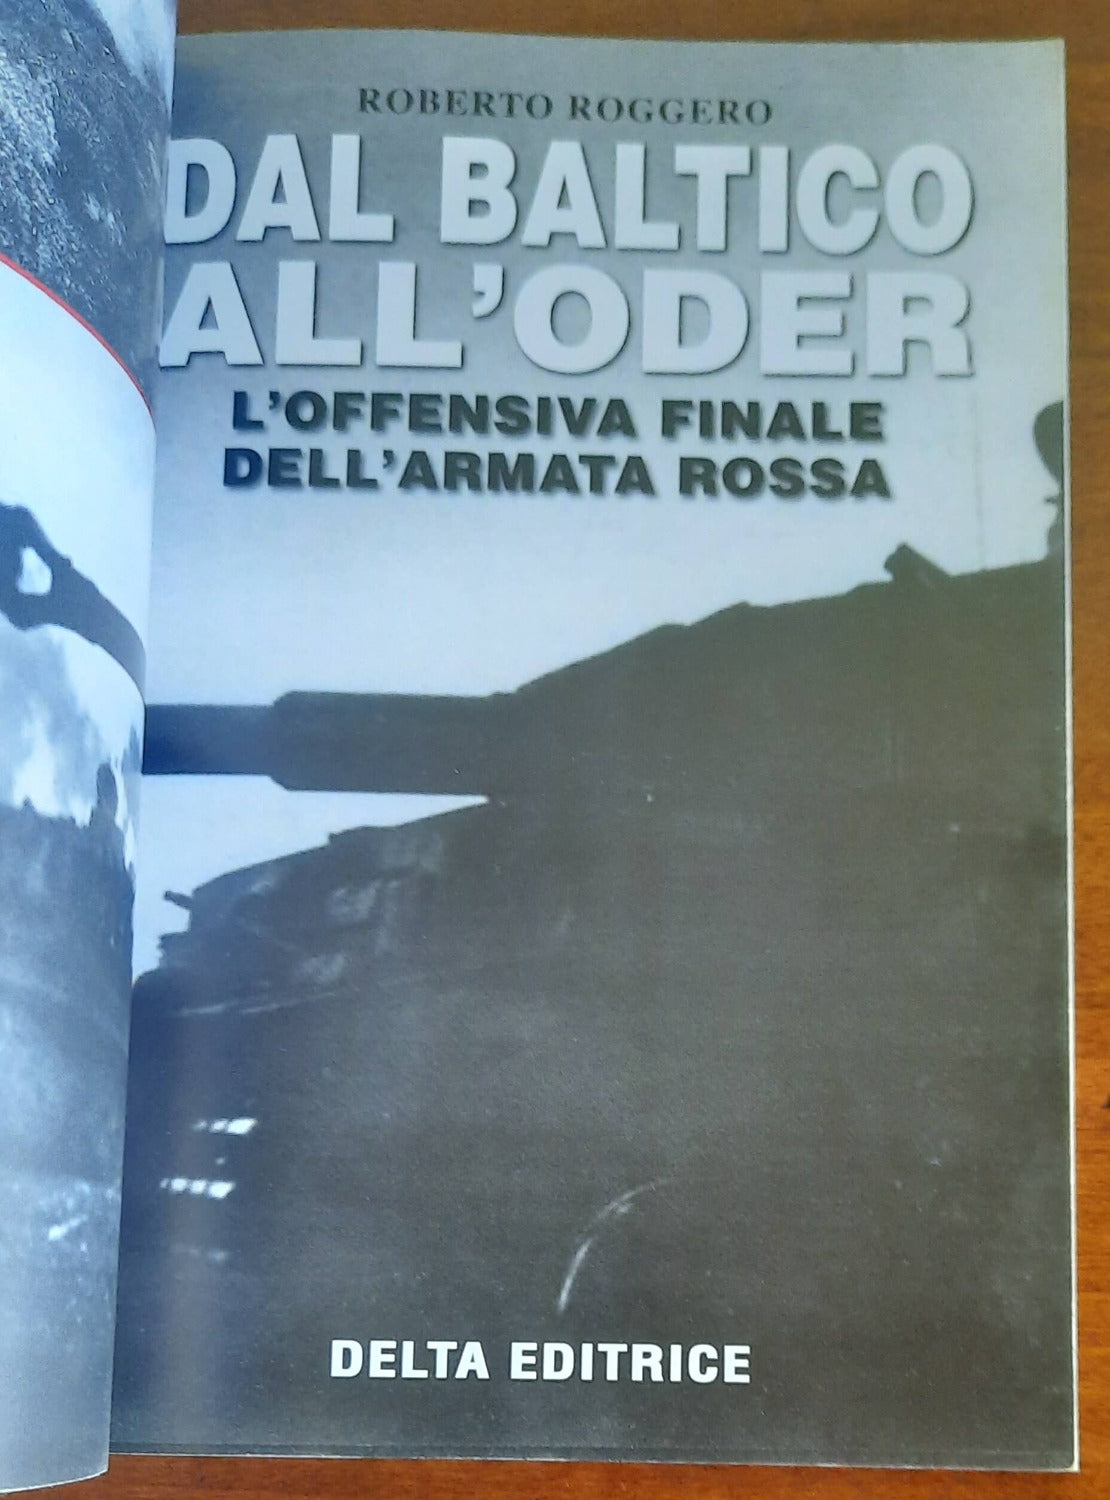 ROBERTO ROGGERO
DAL BALTICO
ALL'ODER
L'OFFENSIVA FINALE
DELL'ARMATA ROSSA
DELTA EDITRICE